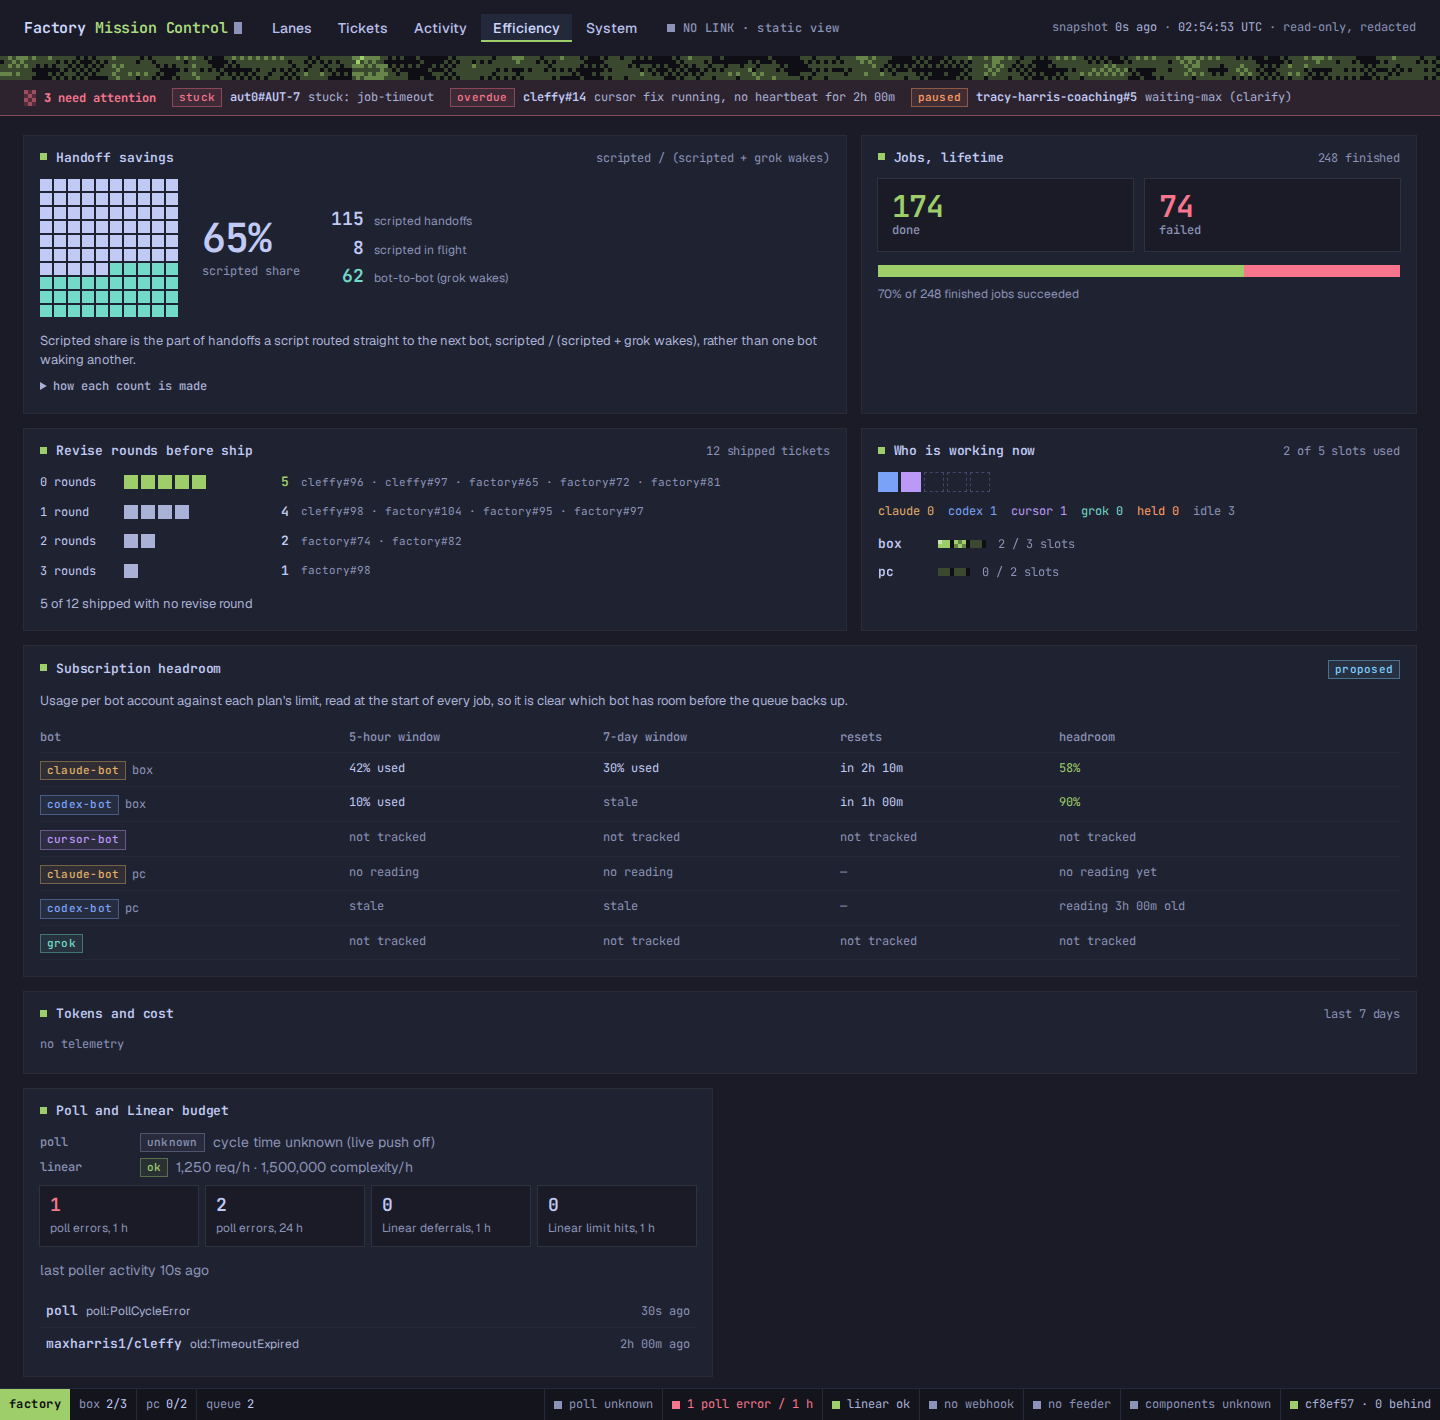 Factory Mission Control Lanes Tickets Activity Efficiency System NO LINK · static view snapshot 0s ago · 02:54:53 UTC · read-only, redacted
3 need attention stuck aut0#AUT-7 stuck: job-timeout overdue cleffy#14 cursor fix running, no heartbeat for 2h 00m paused tracy-harris-coaching#5 waiting-max (clarify)
Handoff savings scripted / (scripted + grok wakes)
65%
scripted share
115 scripted handoffs
8 scripted in flight
62 bot-to-bot (grok wakes)
Scripted share is the part of handoffs a script routed straight to the next bot, scripted / (scripted + grok wakes), rather than one bot
waking another.
how each count is made
Jobs, lifetime 248 finished
174
done
74
failed
70% of 248 finished jobs succeeded
Revise rounds before ship 12 shipped tickets
0 rounds 5 cleffy#96 · cleffy#97 · factory#65 · factory#72 · factory#81
1 round 4 cleffy#98 · factory#104 · factory#95 · factory#97
2 rounds 2 factory#74 · factory#82
3 rounds 1 factory#98
5 of 12 shipped with no revise round
Who is working now 2 of 5 slots used
claude 0 codex 1 cursor 1 grok 0 held 0 idle 3
box 2 / 3 slots
pc 0 / 2 slots
Subscription headroom proposed
Usage per bot account against each plan's limit, read at the start of every job, so it is clear which bot has room before the queue backs up.
bot 5-hour window 7-day window resets headroom
claude-bot box 42% used 30% used in 2h 10m 58%
codex-bot box 10% used stale in 1h 00m 90%
cursor-bot not tracked not tracked not tracked not tracked
claude-bot pc no reading no reading — no reading yet
codex-bot pc stale stale — reading 3h 00m old
grok not tracked not tracked not tracked not tracked
Tokens and cost last 7 days
no telemetry
Poll and Linear budget
poll unknown cycle time unknown (live push off)
linear ok 1,250 req/h · 1,500,000 complexity/h
1
poll errors, 1 h
2
poll errors, 24 h
0
Linear deferrals, 1 h
0
Linear limit hits, 1 h
last poller activity 10s ago
poll poll:PollCycleError 30s ago
maxharris1/cleffy old:TimeoutExpired 2h 00m ago
factory box 2/3 pc 0/2 queue 2 poll unknown 1 poll error / 1 h linear ok no webhook no feeder components unknown cf8ef57 · 0 behind